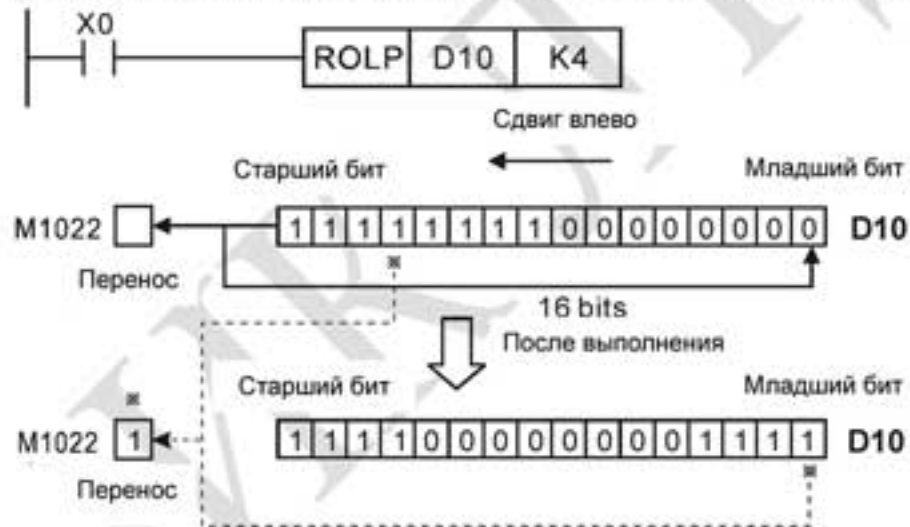 X0
ROLP D10 K4
Сдвиг влево
Старший бит Младший бит
M1022 1 1 1 1 1 1 1 1 0 0 0 0 0 0 0 0 D10
Перенос
16 bits
После выполнения
Старший бит Младший бит
M1022 1 1 1 1 1 0 0 0 0 0 0 0 0 1 1 1 1 D10
Перенос